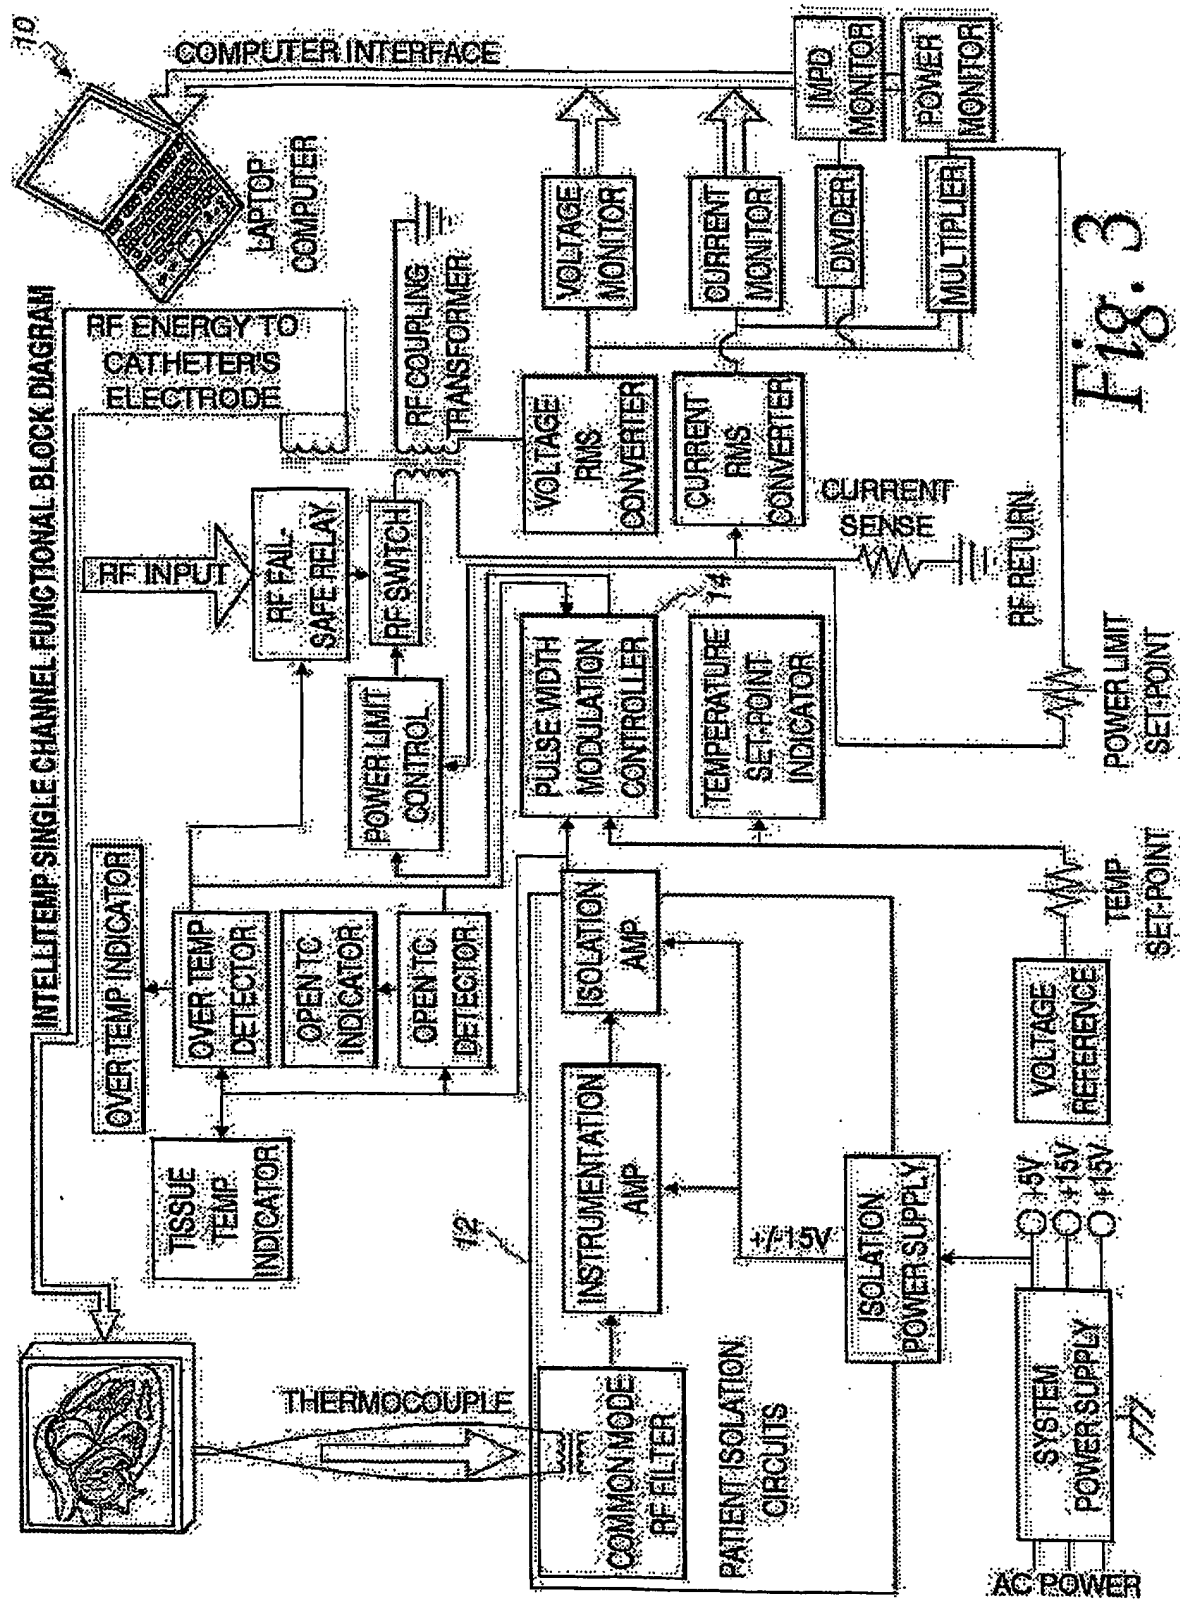 INTELLITEMP SINGLE CHANNEL FUNCTIONAL BLOCK DIAGRAM
10
COMPUTER INTERFACE
LAPTOP
COMPUTER
RF ENERGY TO
CATHETER'S
ELECTRODE
RF COUPLING
TRANSFORMER
RF INPUT
RF FAIL-
SAFE RELAY
RF SWITCH
POWER LIMIT
CONTROL
OVER TEMP INDICATOR
OVER TEMP
DETECTOR
OPEN TC
INDICATOR
OPEN TC
DETECTOR
TISSUE
TEMP.
INDICATOR
THERMOCOUPLE
COMMON MODE
RF FILTER
12
INSTRUMENTATION
AMP
ISOLATION
AMP
PULSE WIDTH
MODULATION
CONTROLLER
14
TEMPERATURE
SET-POINT
INDICATOR
VOLTAGE
RMS
CONVERTER
CURRENT
RMS
CONVERTER
VOLTAGE
MONITOR
CURRENT
MONITOR
IMPD
MONITOR
POWER
MONITOR
DIVIDER
MULTIPLIER
CURRENT
SENSE
RF RETURN
PATIENT ISOLATION
CIRCUITS
+/-15V
ISOLATION
POWER SUPPLY
AC POWER
SYSTEM
POWER SUPPLY
+5V
+15V
+15V
VOLTAGE
REFERENCE
TEMP
SET-POINT
POWER LIMIT
SET-POINT
Fig. 3